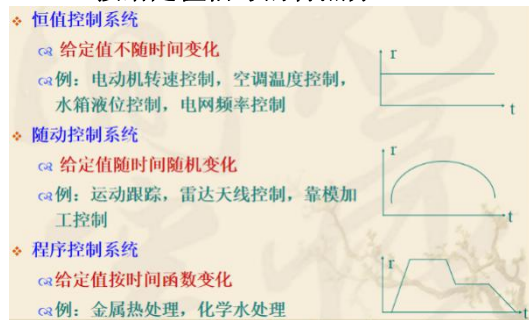 恒值控制系统
给定值不随时间变化
例：电动机转速控制，空调温度控制，
水箱液位控制，电网频率控制
r
t
随动控制系统
给定值随时间随机变化
例：运动跟踪，雷达天线控制，靠模加
工控制
r
t
程序控制系统
给定值按时间函数变化
例：金属热处理，化学水处理
r
t